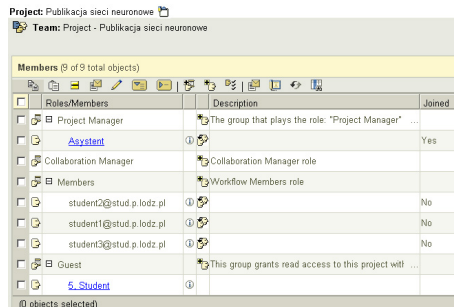 Project: Publikacja sieci neuronowe
Team: Project - Publikacja sieci neuronowe
Members (9 of 9 total objects)
Roles/Members Description Joined
Project Manager The group that plays the role: "Project Manager" ...
Asystent Yes
Collaboration Manager Collaboration Manager role
Members Workflow Members role
student2@stud.p.lodz.pl No
student1@stud.p.lodz.pl No
student3@stud.p.lodz.pl No
Guest This group grants read access to this project with ...
5, Student
(0 objects selected)